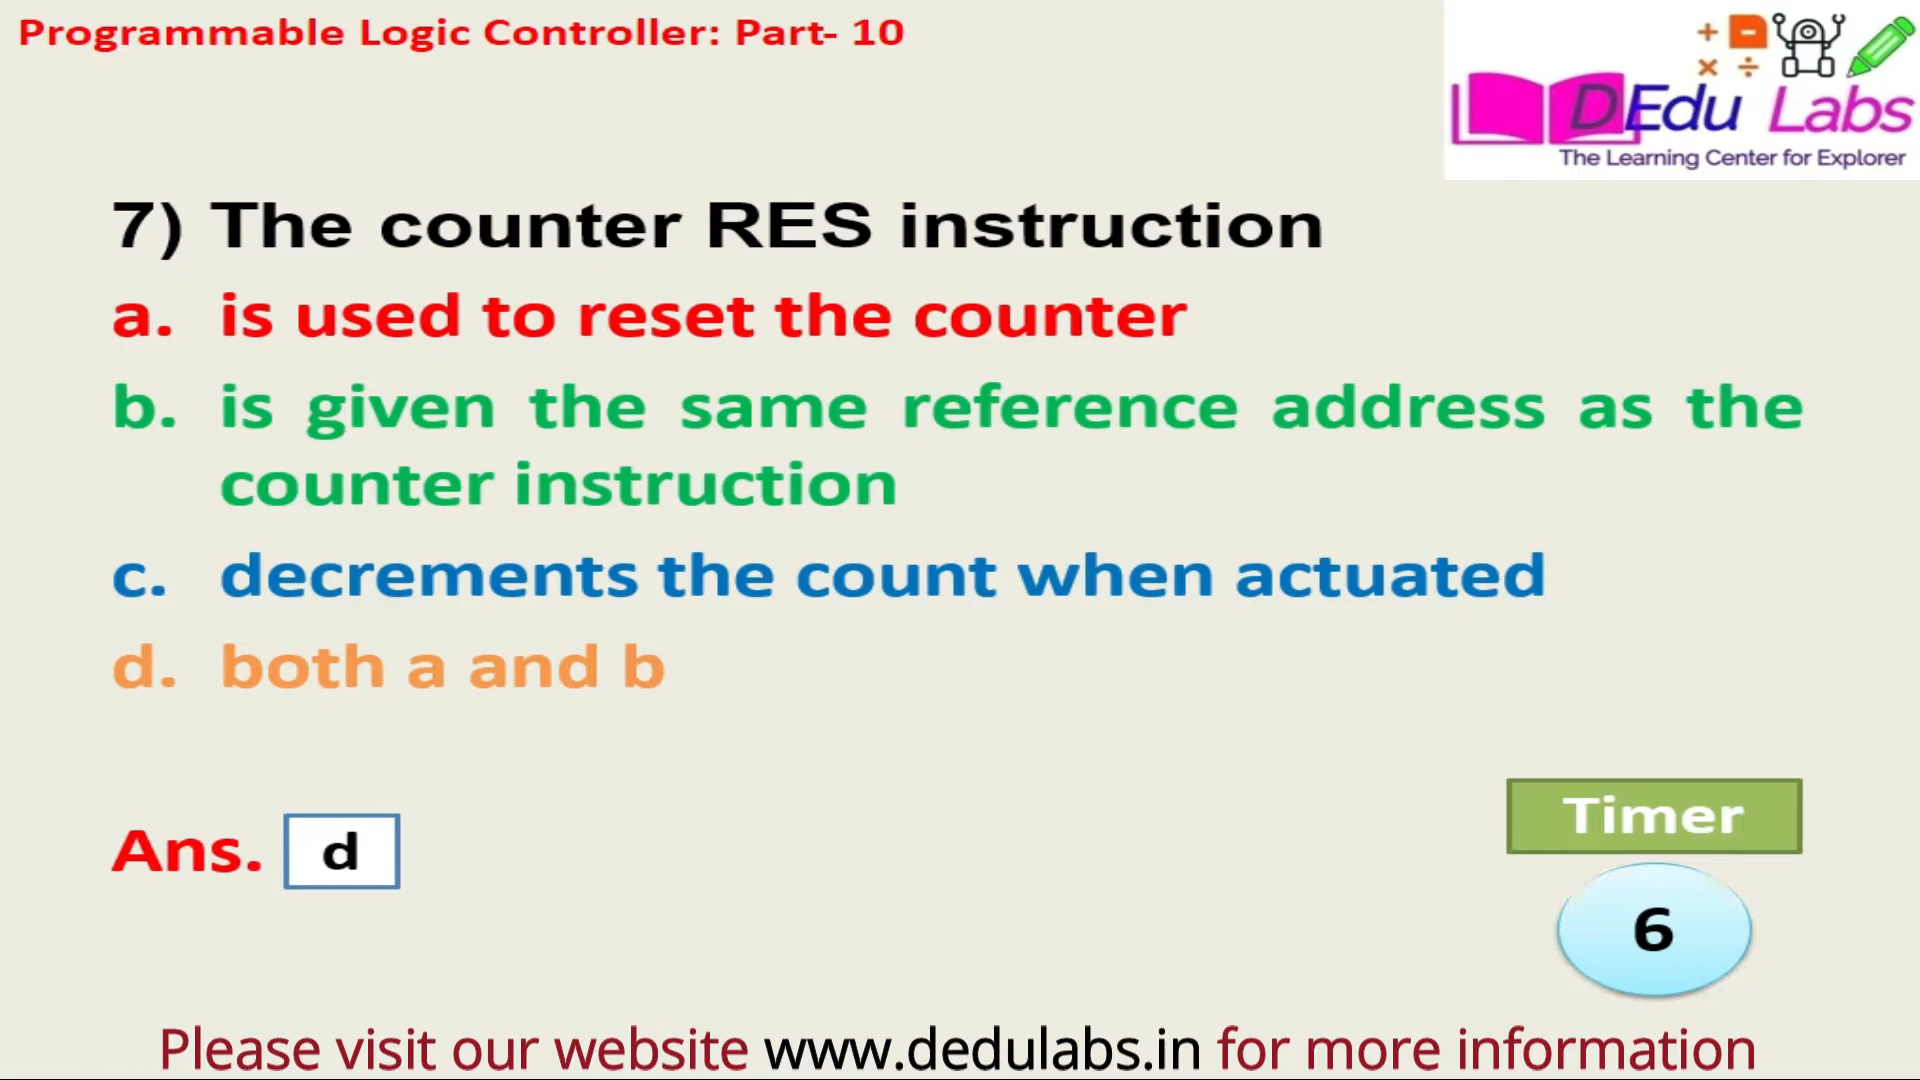 Programmable Logic Controller: Part- 10
DEdu Labs
The Learning Center for Explorer
7) The counter RES instruction
a. is used to reset the counter
b. is given the same reference address as the
counter instruction
c. decrements the count when actuated
d. both a and b
Ans. d
Timer
6
Please visit our website www.dedulabs.in for more information